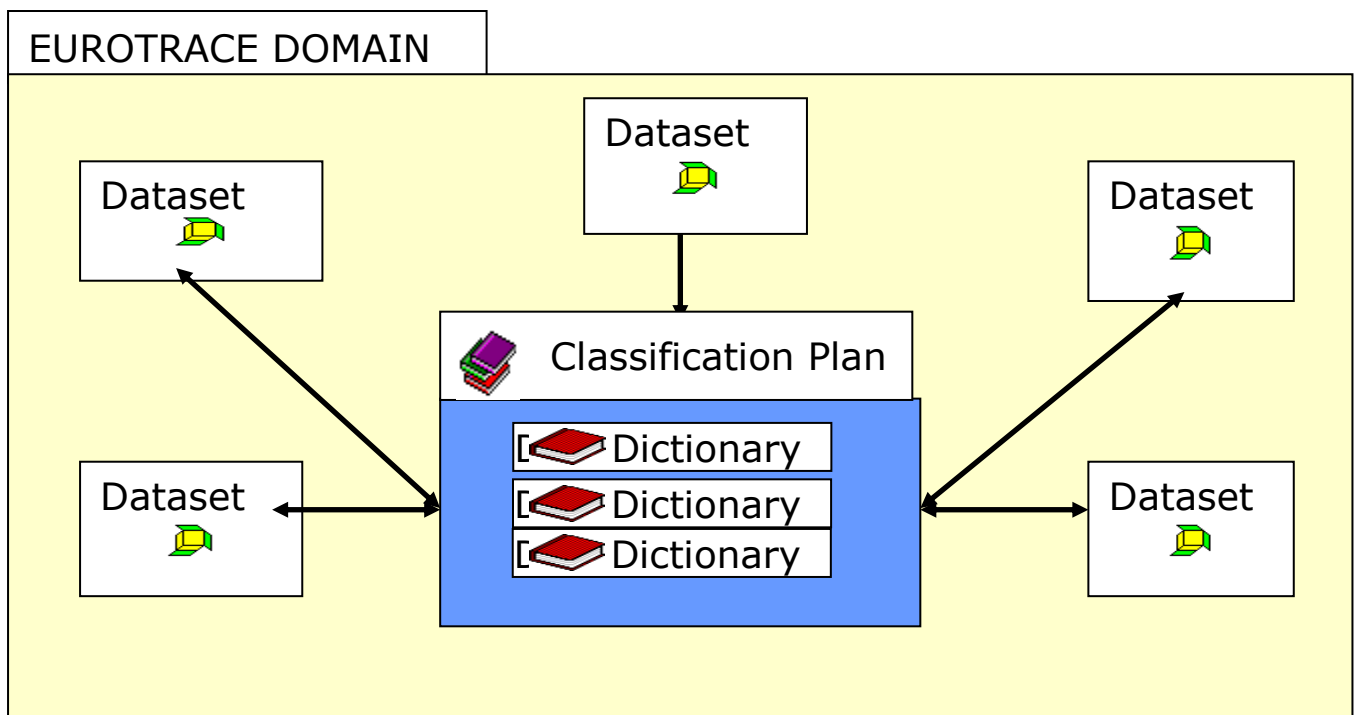 EUROTRACE DOMAIN
Dataset
Dataset
Dataset
Classification Plan
[ Dictionary
[ Dictionary
[ Dictionary
Dataset
Dataset